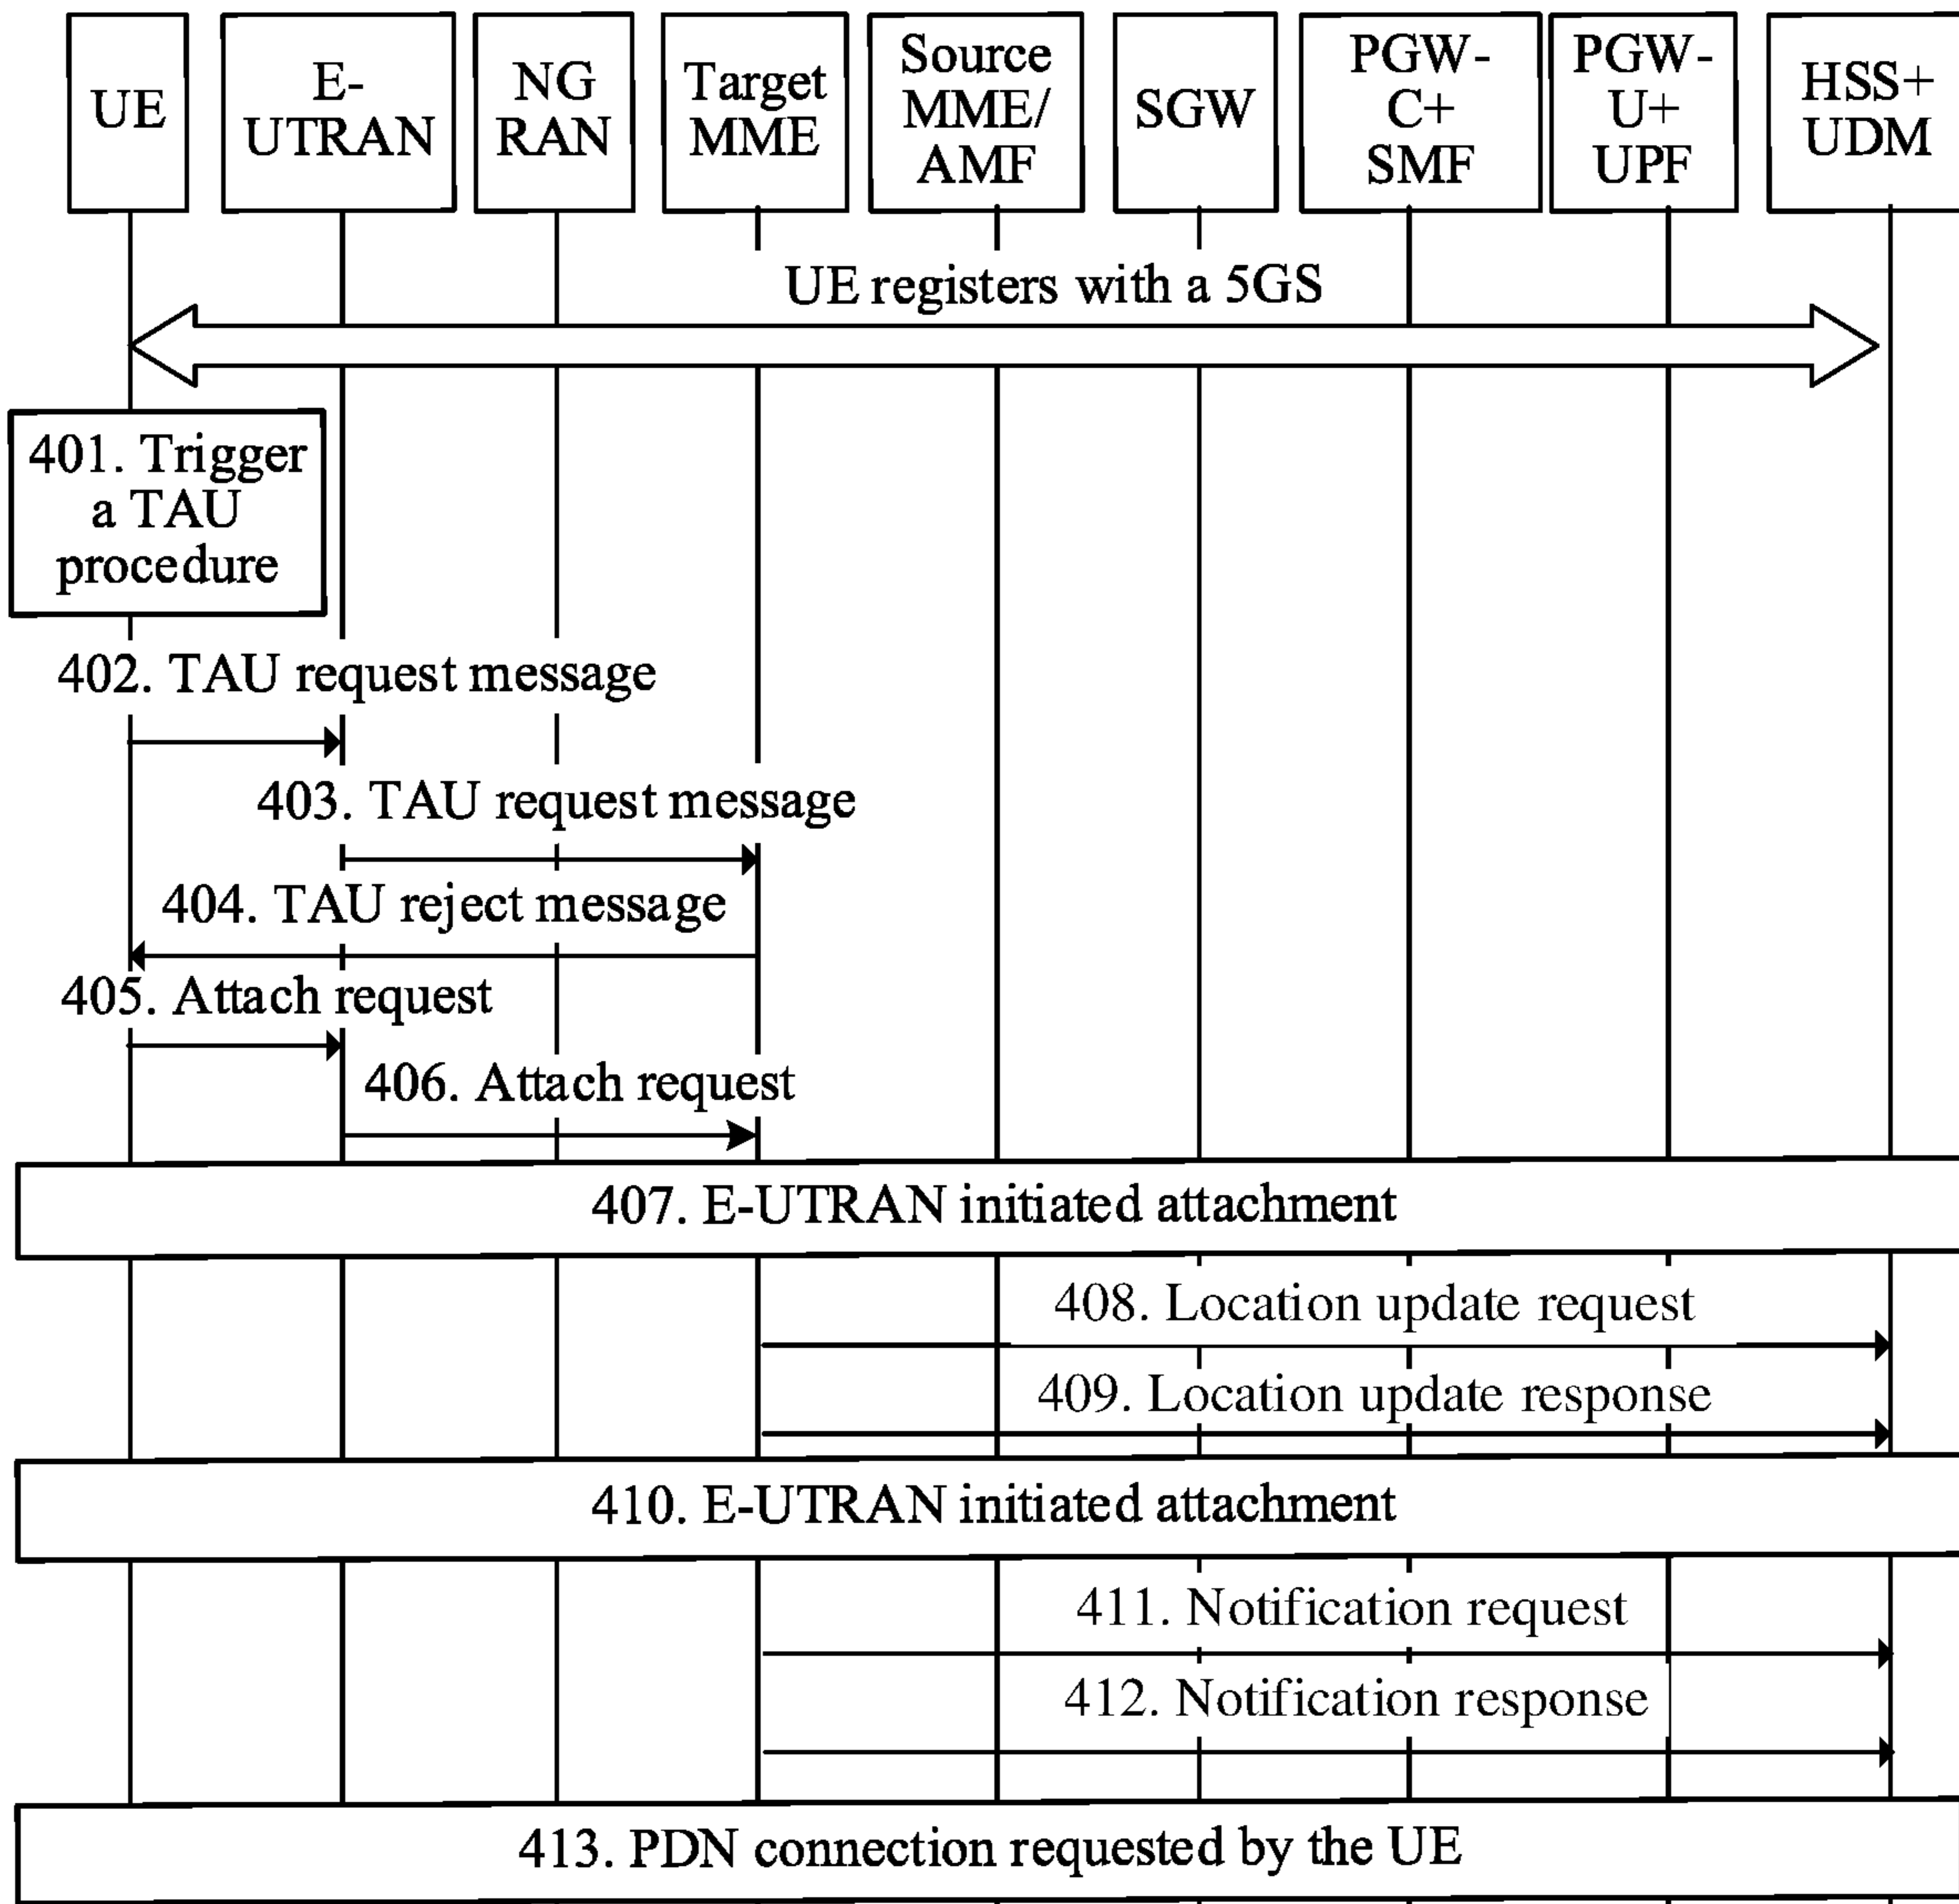 UE
E-
UTRAN
NG
RAN
Target
MME
Source
MME/
AMF
SGW
PGW-
C+
SMF
PGW-
U+
UPF
HSS+
UDM
UE registers with a 5GS
401. Trigger
a TAU
procedure
402. TAU request message
403. TAU request message
404. TAU reject message
405. Attach request
406. Attach request
407. E-UTRAN initiated attachment
408. Location update request
409. Location update response
410. E-UTRAN initiated attachment
411. Notification request
412. Notification response
413. PDN connection requested by the UE